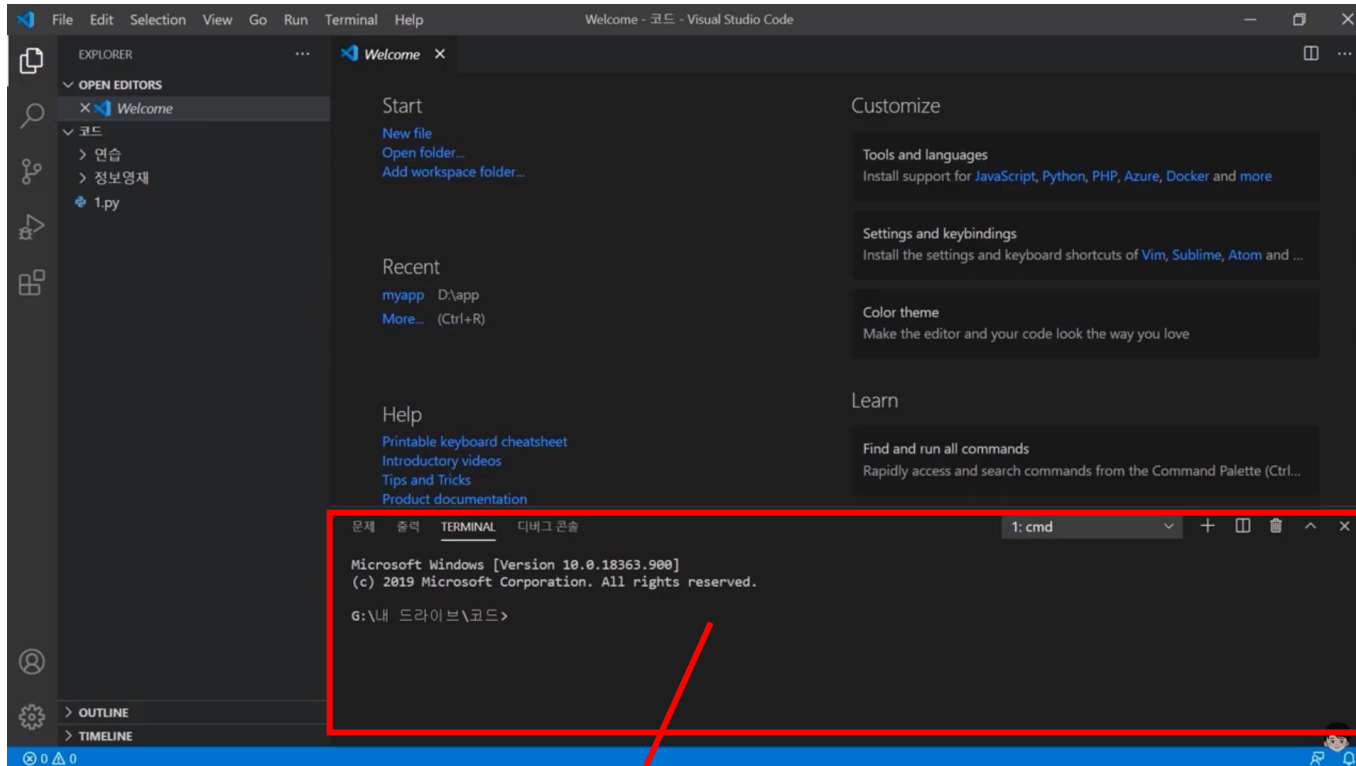 File Edit Selection View Go Run Terminal Help
Welcome - 코드 - Visual Studio Code
EXPLORER
OPEN EDITORS
Welcome
코드
연습
정보영재
1.py
OUTLINE
TIMELINE
Welcome
Start
New file
Open folder...
Add workspace folder...
Recent
myapp D:\app
More... (Ctrl+R)
Help
Printable keyboard cheatsheet
Introductory videos
Tips and Tricks
Product documentation
Customize
Tools and languages
Install support for JavaScript, Python, PHP, Azure, Docker and more
Settings and keybindings
Install the settings and keyboard shortcuts of Vim, Sublime, Atom and ...
Color theme
Make the editor and your code look the way you love
Learn
Find and run all commands
Rapidly access and search commands from the Command Palette (Ctrl...
문제 출력 TERMINAL 디버그 콘솔
1: cmd
Microsoft Windows [Version 10.0.18363.900]
(c) 2019 Microsoft Corporation. All rights reserved.
G:\내 드라이브\코드>
0 0